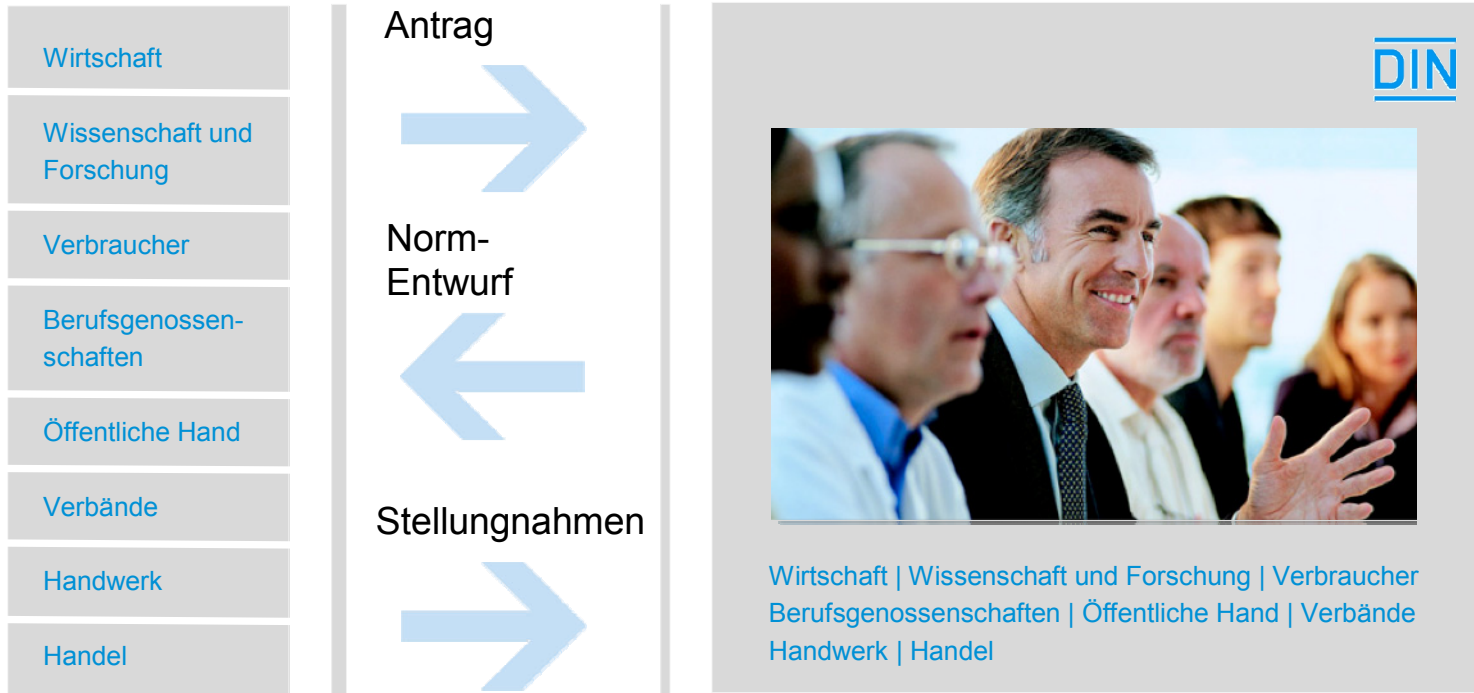 Wirtschaft
Wissenschaft und
Forschung
Verbraucher
Berufsgenossen-
schaften
Öffentliche Hand
Verbände
Handwerk
Handel
Antrag
Norm-
Entwurf
Stellungnahmen
DIN
Wirtschaft | Wissenschaft und Forschung | Verbraucher
Berufsgenossenschaften | Öffentliche Hand | Verbände
Handwerk | Handel